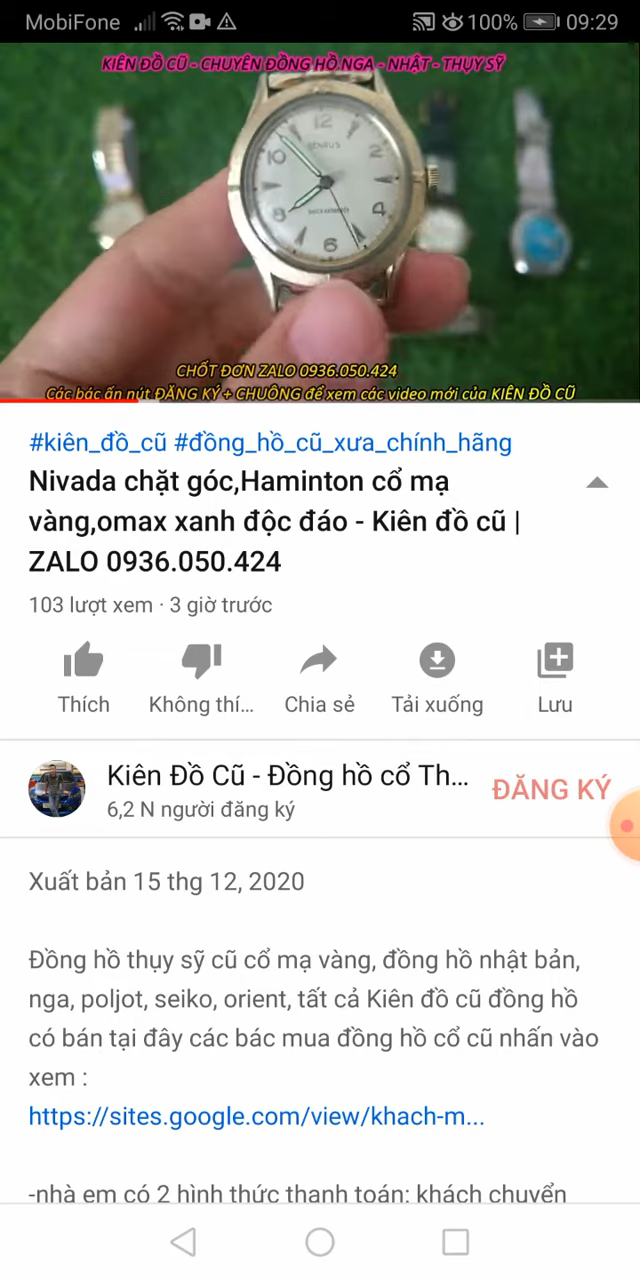 MobiFone
100%
09:29
KIÊN ĐỒ CŨ - CHUYÊN ĐỒNG HỒ NGA - NHẬT - THỤY SỸ
12
BENRUS
10
2
8
4
6
CHỐT ĐƠN ZALO 0936.050.424
Các bác ấn nút ĐĂNG KÝ + CHUÔNG để xem các video mới của KIÊN ĐỒ CŨ
#kiên_đồ_cũ #đồng_hồ_cũ_xưa_chính_hãng
Nivada chặt góc,Haminton cổ mạ
vàng,omax xanh độc đáo - Kiên đồ cũ |
ZALO 0936.050.424
103 lượt xem · 3 giờ trước
Thích
Không thí...
Chia sẻ
Tải xuống
Lưu
Kiên Đồ Cũ - Đồng hồ cổ Th...
ĐĂNG KÝ
6,2 N người đăng ký
Xuất bản 15 thg 12, 2020
Đồng hồ thụy sỹ cũ cổ mạ vàng, đồng hồ nhật bản,
nga, poljot, seiko, orient, tất cả Kiên đồ cũ đồng hồ
có bán tại đây các bác mua đồng hồ cổ cũ nhấn vào
xem :
https://sites.google.com/view/khach-m...
-nhà em có 2 hình thức thanh toán: khách chuyển